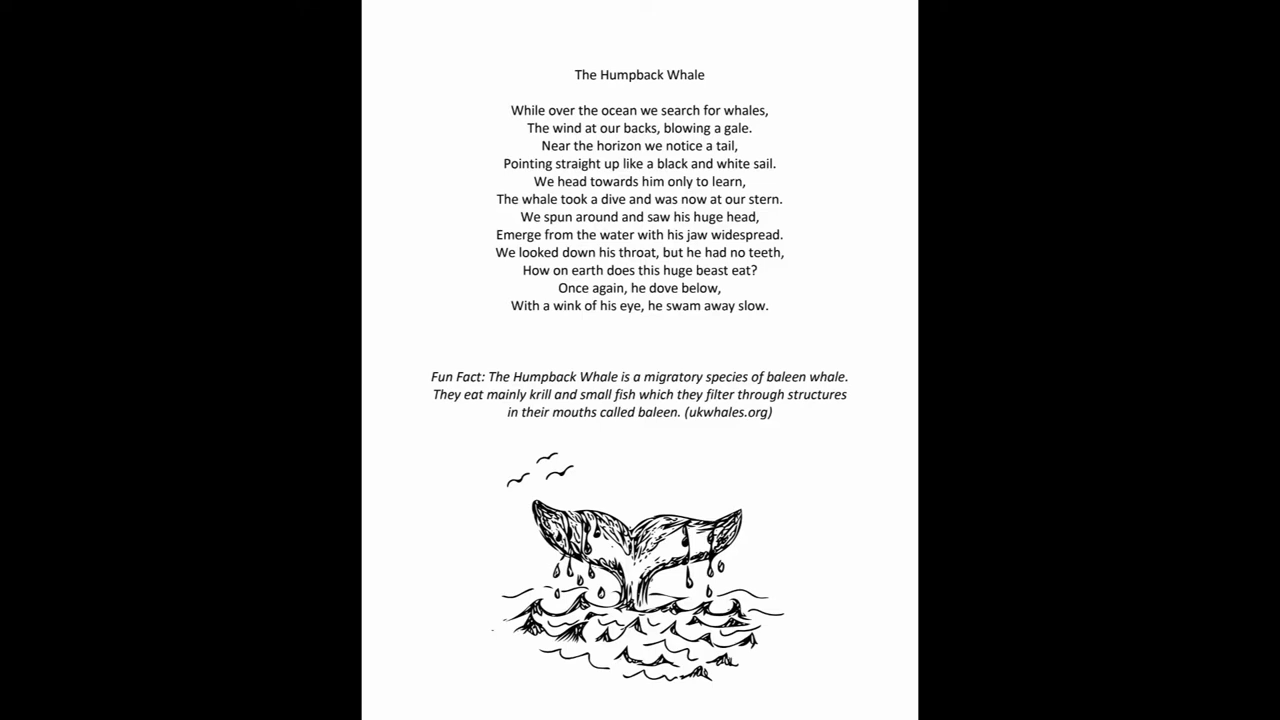 The Humpback Whale
While over the ocean we search for whales,
The wind at our backs, blowing a gale.
Near the horizon we notice a tail,
Pointing straight up like a black and white sail.
We head towards him only to learn,
The whale took a dive and was now at our stern.
We spun around and saw his huge head,
Emerge from the water with his jaw widespread.
We looked down his throat, but he had no teeth,
How on earth does this huge beast eat?
Once again, he dove below,
With a wink of his eye, he swam away slow.
Fun Fact: The Humpback Whale is a migratory species of baleen whale.
They eat mainly krill and small fish which they filter through structures
in their mouths called baleen. (ukwhales.org)